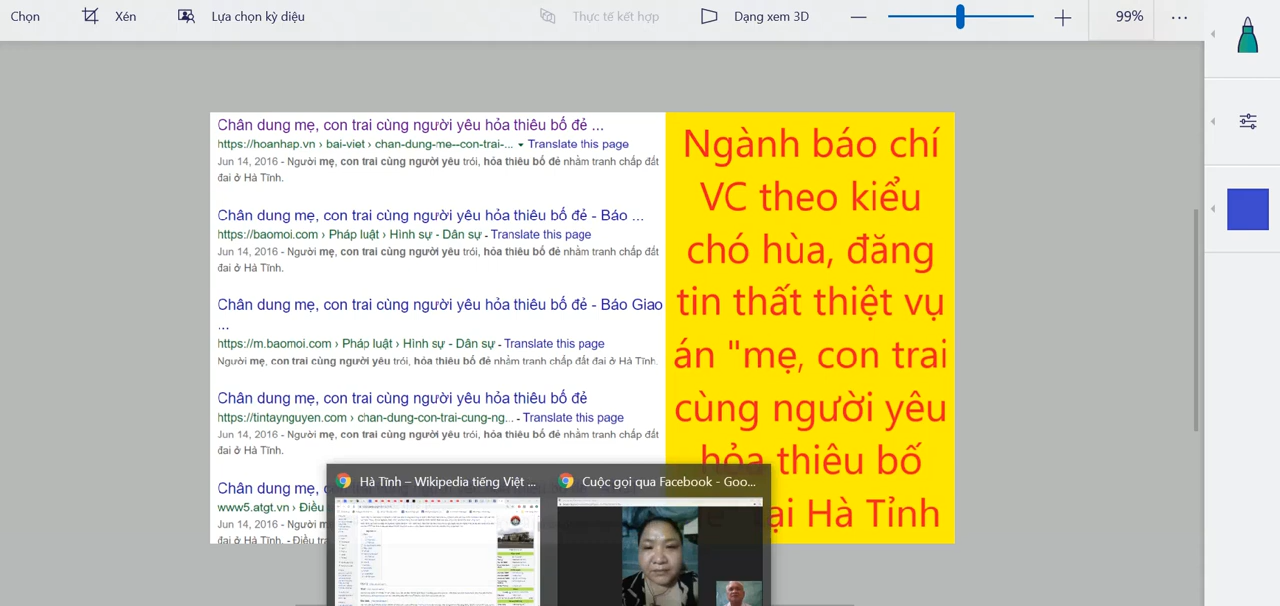 Chọn
Xén
Lựa chọn kỳ diệu
Thực tế kết hợp
Dạng xem 3D
99%
Chân dung mẹ, con trai cùng người yêu hỏa thiêu bố đẻ ...
https://hoanhap.vn › bai-viet › chan-dung-me--con-trai-... Translate this page
Jun 14, 2016 - Người mẹ, con trai cùng người yêu trói, hỏa thiêu bố đẻ nhằm tranh chấp đất
đai ở Hà Tĩnh.
Chân dung mẹ, con trai cùng người yêu hỏa thiêu bố đẻ - Báo ...
https://baomoi.com › Pháp luật › Hình sự - Dân sự - Translate this page
Jun 14, 2016 - Người mẹ, con trai cùng người yêu trói, hỏa thiêu bố đẻ nhằm tranh chấp đất
đai ở Hà Tĩnh.
Chân dung mẹ, con trai cùng người yêu hỏa thiêu bố đẻ - Báo Giao
...
https://m.baomoi.com › Pháp luật › Hình sự - Dân sự - Translate this page
Người mẹ, con trai cùng người yêu trói, hỏa thiêu bố đẻ nhằm tranh chấp đất đai ở Hà Tĩnh.
Chân dung mẹ, con trai cùng người yêu hỏa thiêu bố đẻ
https://tintaynguyen.com › chan-dung-con-trai-cung-ng... - Translate this page
Jun 14, 2016 - Người mẹ, con trai cùng người yêu trói, hỏa thiêu bố đẻ nhằm tranh chấp đất
đai ở Hà Tĩnh.
Chân dung mẹ, c
www5.atgt.vn › Điều
Jun 14, 2016 - Người
đai ở Hà Tĩnh. - Điều tra
Ngành báo chí
VC theo kiểu
chó hùa, đăng
tin thất thiệt vụ
án "mẹ, con trai
cùng người yêu
hỏa thiêu bố
ại Hà Tĩnh
Hà Tĩnh – Wikipedia tiếng Việt ...
Cuộc gọi qua Facebook - Goo...